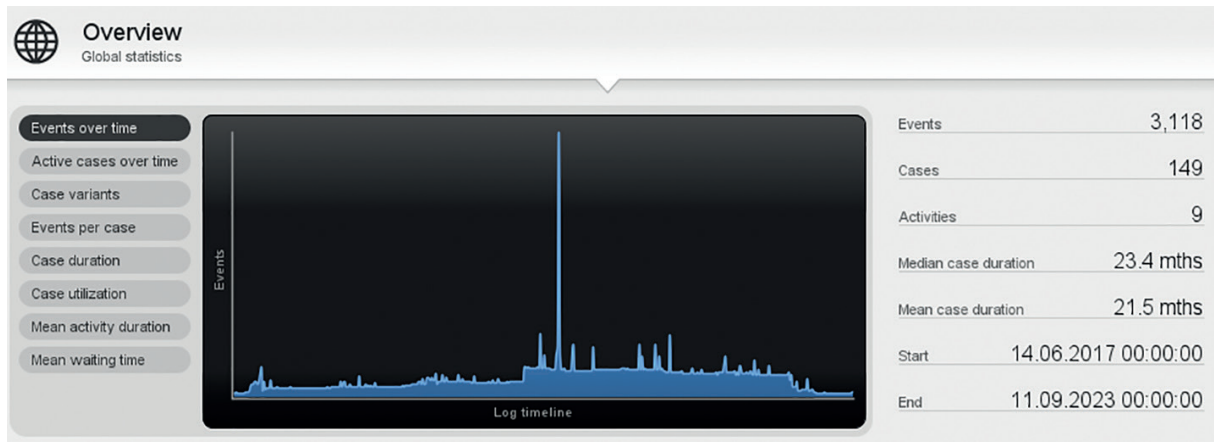 Overview
Global statistics
Events over time
Active cases over time
Case variants
Events per case
Case duration
Case utilization
Mean activity duration
Mean waiting time
Events
Log timeline
Events 3,118
Cases 149
Activities 9
Median case duration 23.4 mths
Mean case duration 21.5 mths
Start 14.06.2017 00:00:00
End 11.09.2023 00:00:00